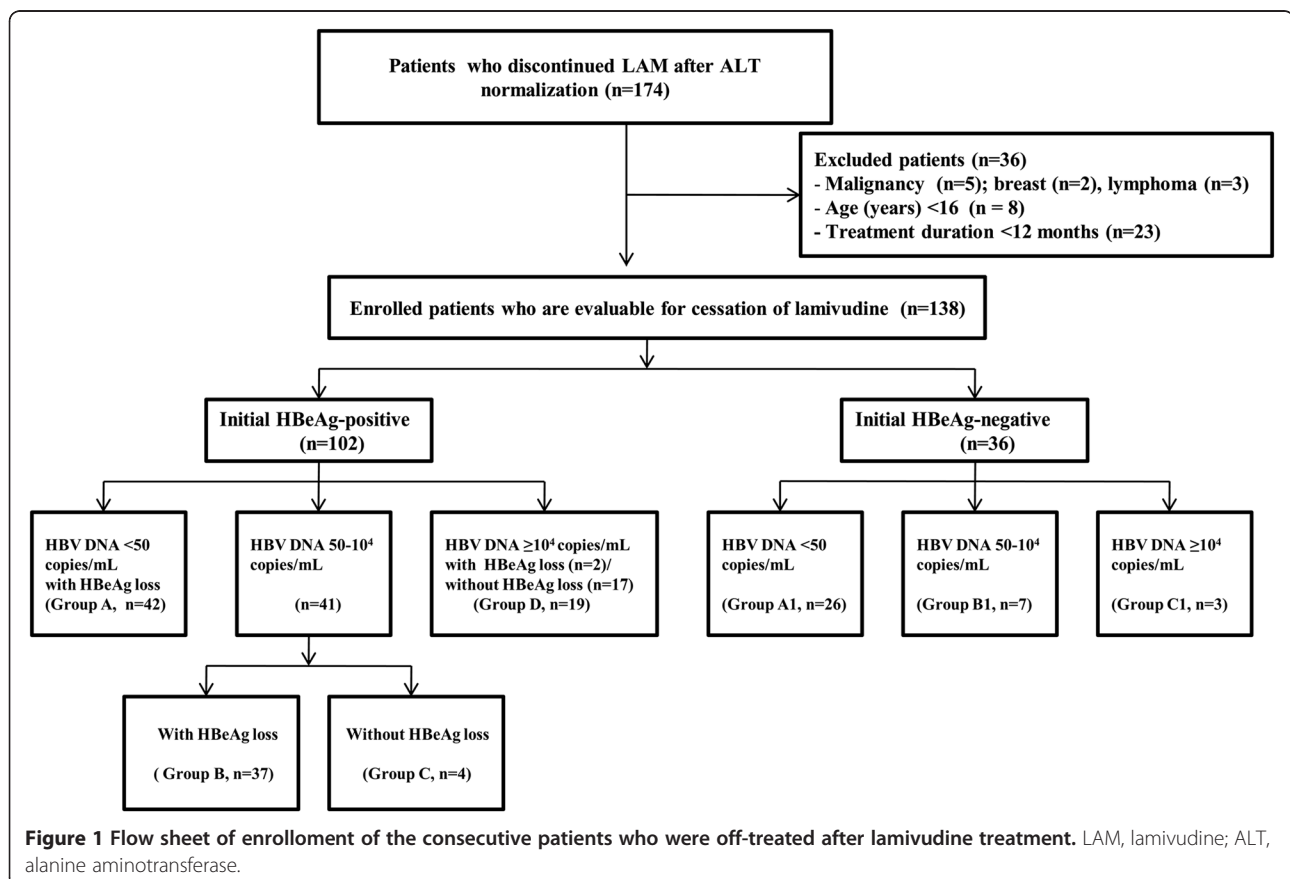 Patients who discontinued LAM after ALT
normalization (n=174)
Excluded patients (n=36)
- Malignancy (n=5); breast (n=2), lymphoma (n=3)
- Age (years) <16 (n = 8)
- Treatment duration <12 months (n=23)
Enrolled patients who are evaluable for cessation of lamivudine (n=138)
Initial HBeAg-positive
(n=102)
Initial HBeAg-negative
(n=36)
HBV DNA <50
copies/mL
with HBeAg loss
(Group A, n=42)
HBV DNA 50-10⁴
copies/mL
(n=41)
HBV DNA ≥10⁴ copies/mL
with HBeAg loss (n=2)/
without HBeAg loss (n=17)
(Group D, n=19)
HBV DNA <50
copies/mL
(Group A1, n=26)
HBV DNA 50-10⁴
copies/mL
(Group B1, n=7)
HBV DNA ≥10⁴
copies/mL
(Group C1, n=3)
With HBeAg loss
( Group B, n=37)
Without HBeAg loss
(Group C, n=4)
Figure 1 Flow sheet of enrolloment of the consecutive patients who were off-treated after lamivudine treatment. LAM, lamivudine; ALT,
alanine aminotransferase.